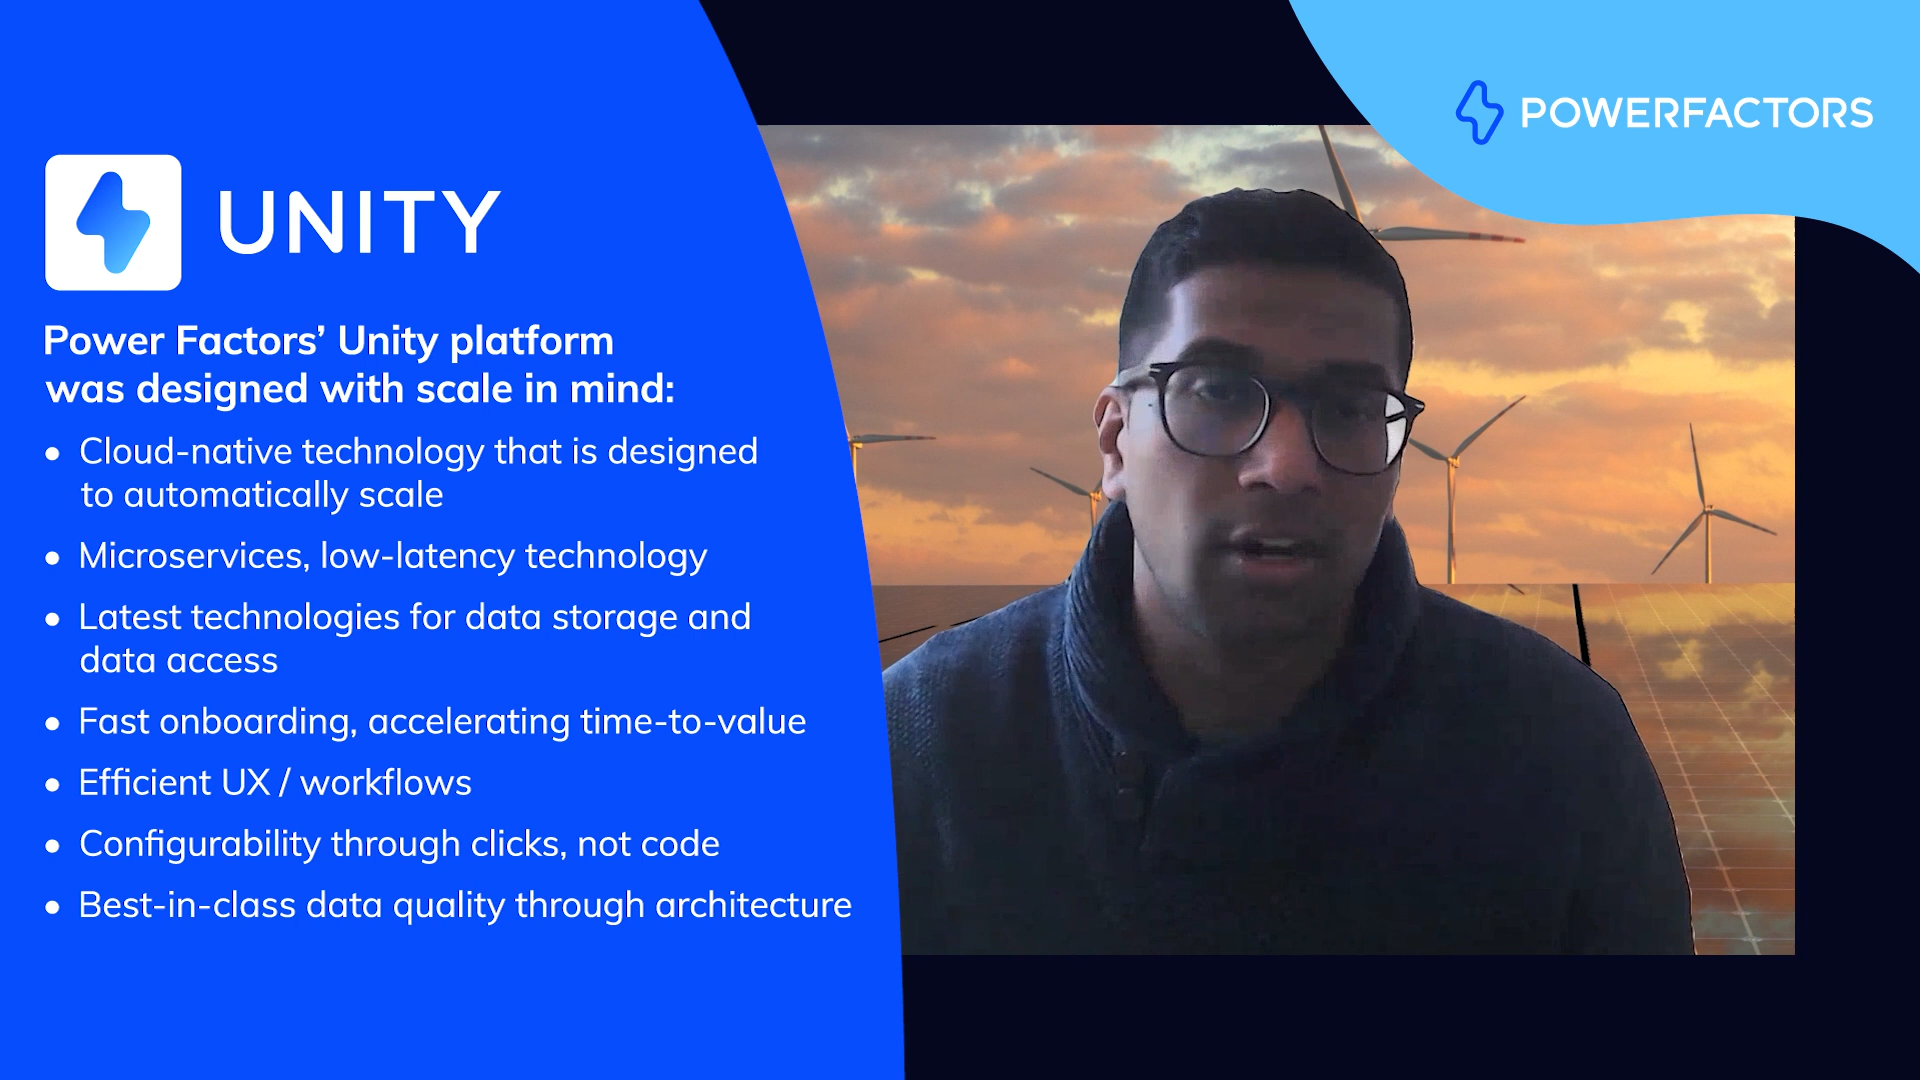 POWERFACTORS
UNITY
Power Factors’ Unity platform
was designed with scale in mind:
• Cloud-native technology that is designed
to automatically scale
• Microservices, low-latency technology
• Latest technologies for data storage and
data access
• Fast onboarding, accelerating time-to-value
• Efficient UX / workflows
• Configurability through clicks, not code
• Best-in-class data quality through architecture